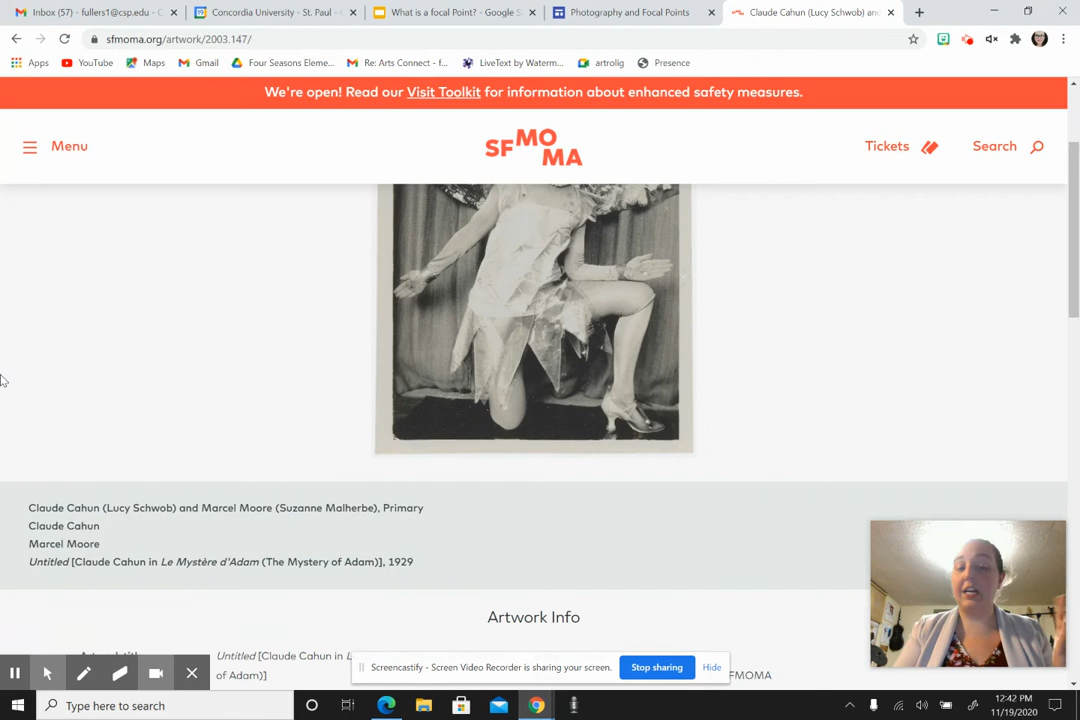 Inbox (57) - fullers1@csp.edu - C
Concordia University - St. Paul - C
What is a focal Point? - Google S
Photography and Focal Points
Claude Cahun (Lucy Schwob) and
sfmoma.org/artwork/2003.147/
Apps
YouTube
Maps
Gmail
Four Seasons Eleme...
Re: Arts Connect - f...
LiveText by Waterm...
artrolig
Presence
We're open! Read our Visit Toolkit for information about enhanced safety measures.
Menu
SFMOMA
Tickets
Search
Claude Cahun (Lucy Schwob) and Marcel Moore (Suzanne Malherbe), Primary
Claude Cahun
Marcel Moore
Untitled [Claude Cahun in Le Mystère d'Adam (The Mystery of Adam)], 1929
Artwork Info
Untitled [Claude Cahun in L
of Adam)]
FMOMA
Screencastify - Screen Video Recorder is sharing your screen.
Stop sharing
Hide
Type here to search
12:42 PM
11/19/2020